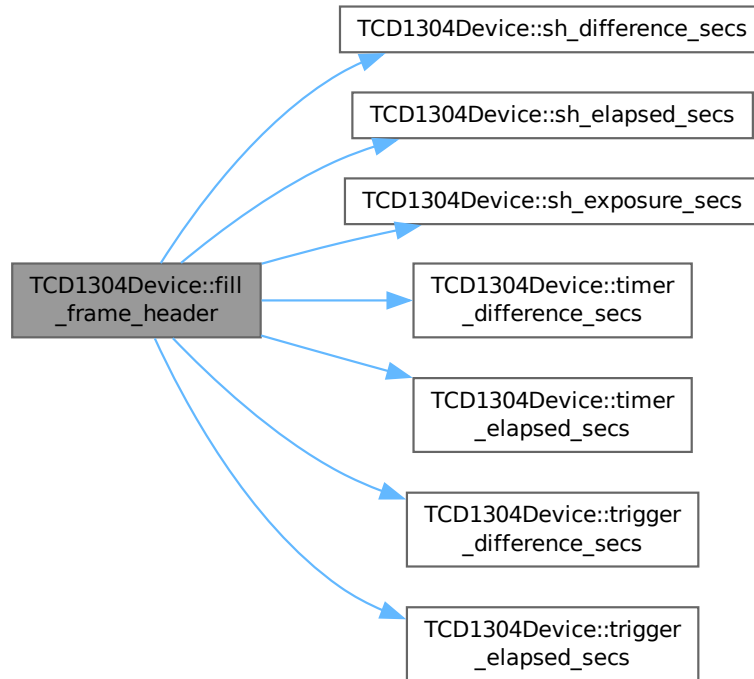 TCD1304Device::sh_difference_secs
TCD1304Device::sh_elapsed_secs
TCD1304Device::sh_exposure_secs
TCD1304Device::fill
_frame_header
TCD1304Device::timer
_difference_secs
TCD1304Device::timer
_elapsed_secs
TCD1304Device::trigger
_difference_secs
TCD1304Device::trigger
_elapsed_secs